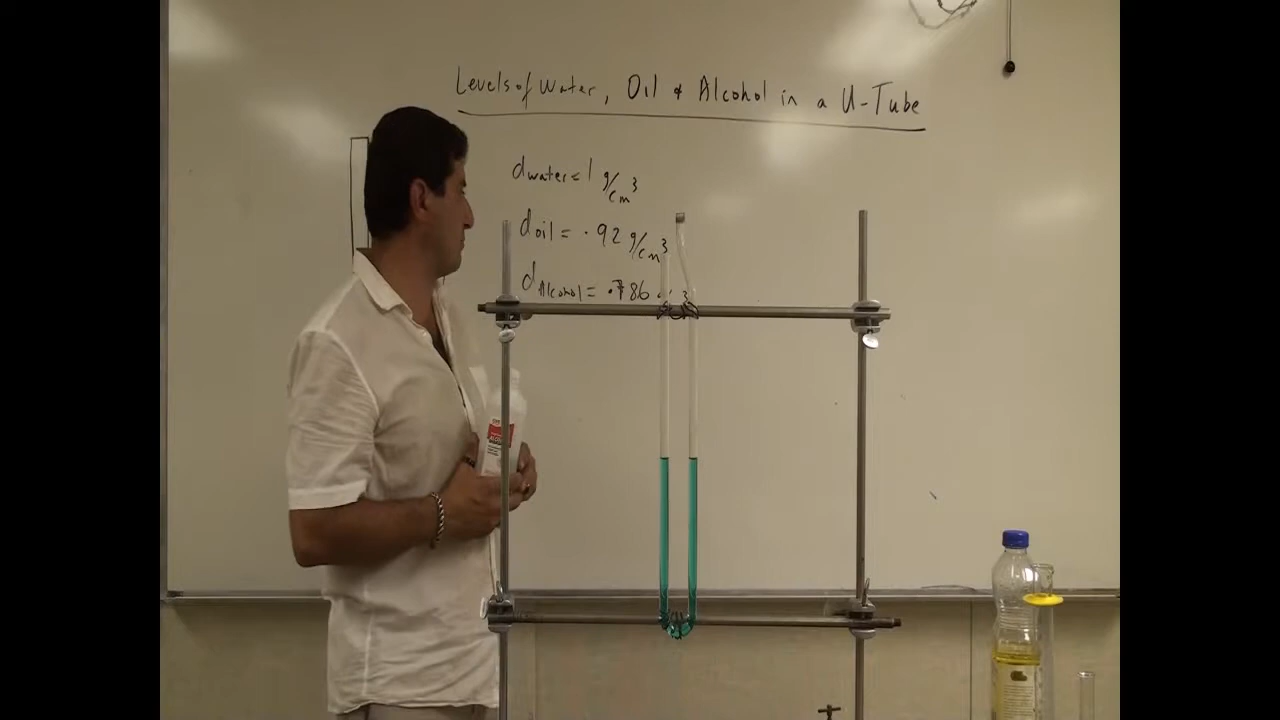 Levels of Water, Oil & Alcohol in a U-Tube
dwater = 1 g/cm³
dOil = .92 g/cm³
dAlcohol = .786